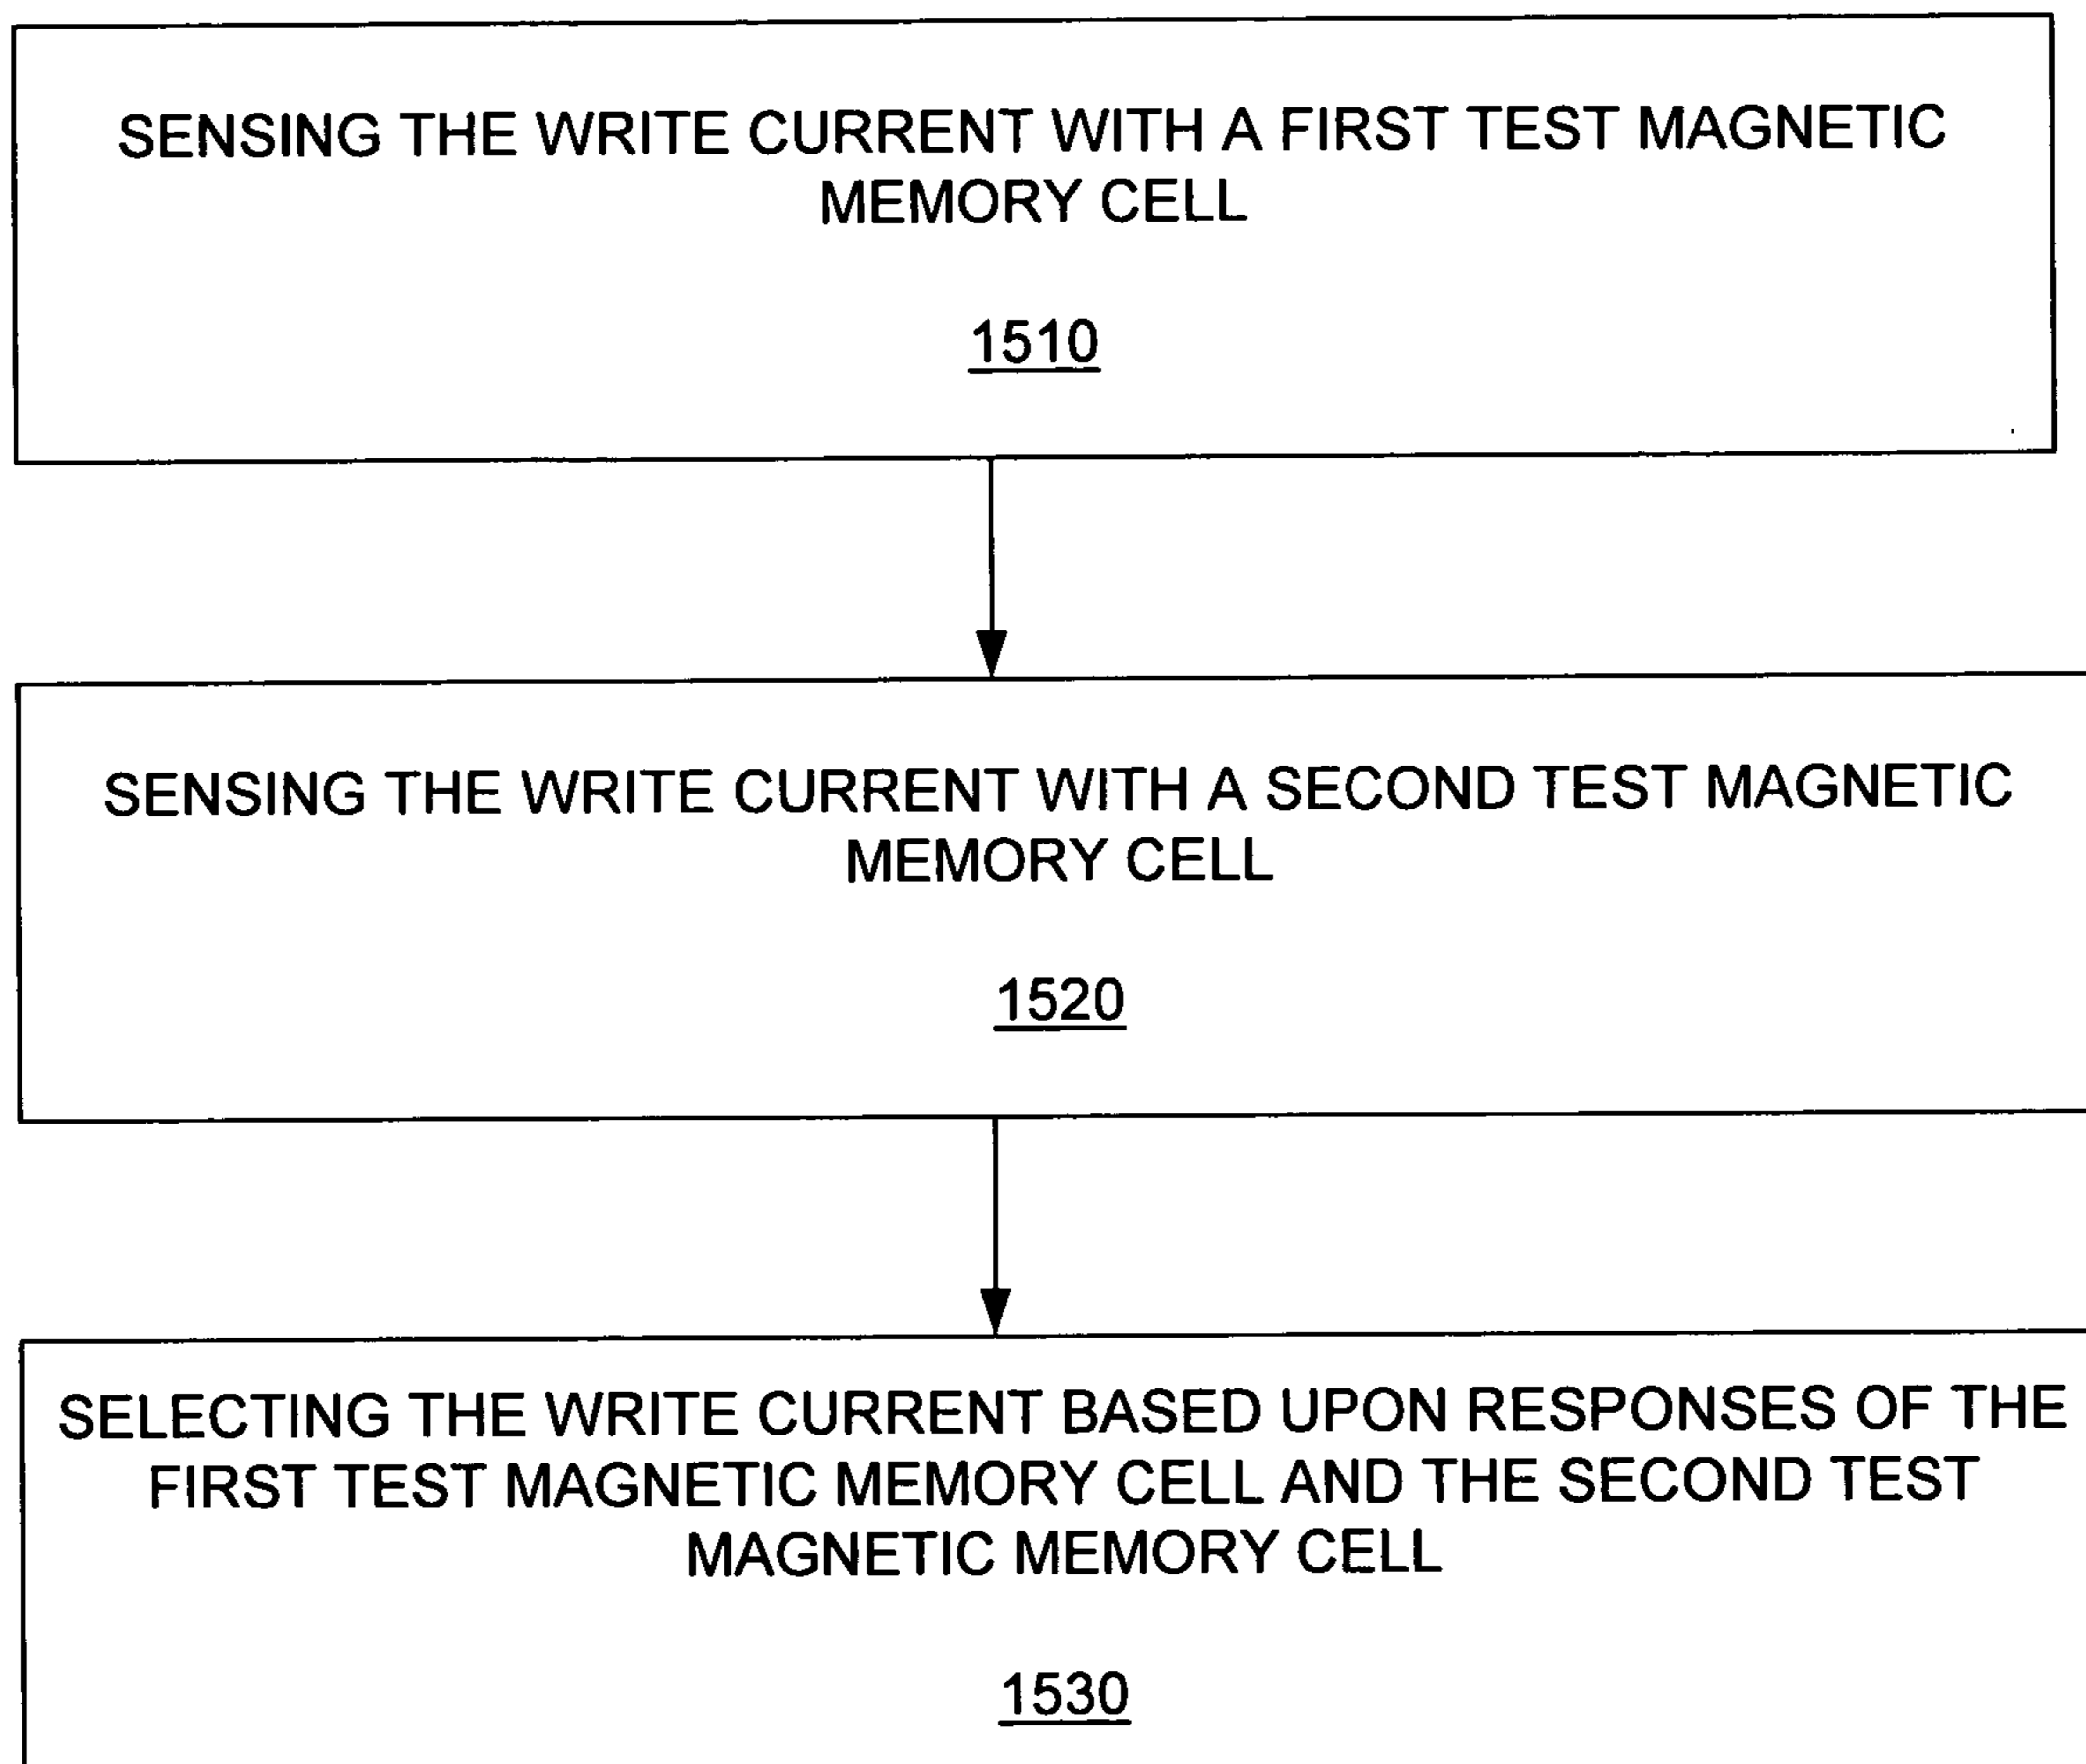 SENSING THE WRITE CURRENT WITH A FIRST TEST MAGNETIC
MEMORY CELL
1510
SENSING THE WRITE CURRENT WITH A SECOND TEST MAGNETIC
MEMORY CELL
1520
SELECTING THE WRITE CURRENT BASED UPON RESPONSES OF THE
FIRST TEST MAGNETIC MEMORY CELL AND THE SECOND TEST
MAGNETIC MEMORY CELL
1530